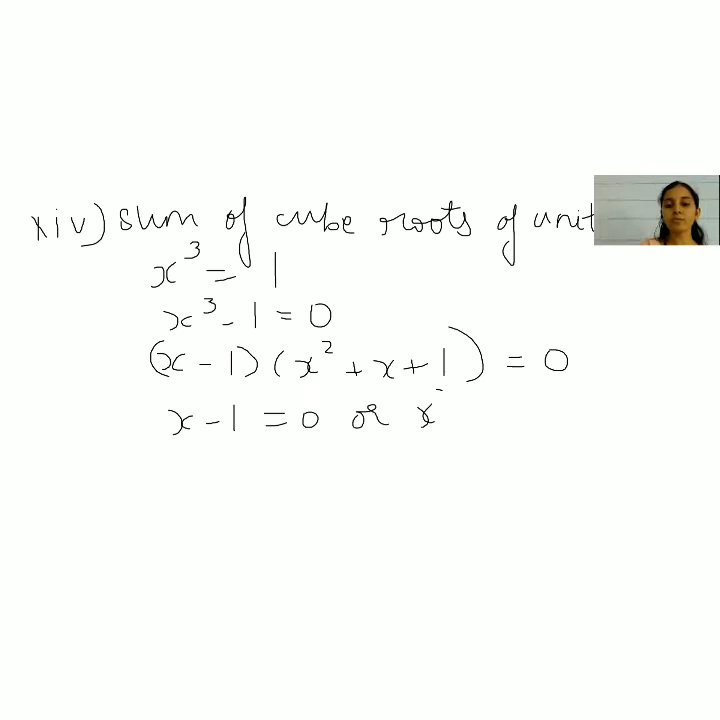 xiv) sum of cube roots of unit
x³ = 1
x³ - 1 = 0
(x - 1) (x² + x + 1) = 0
x - 1 = 0 or x